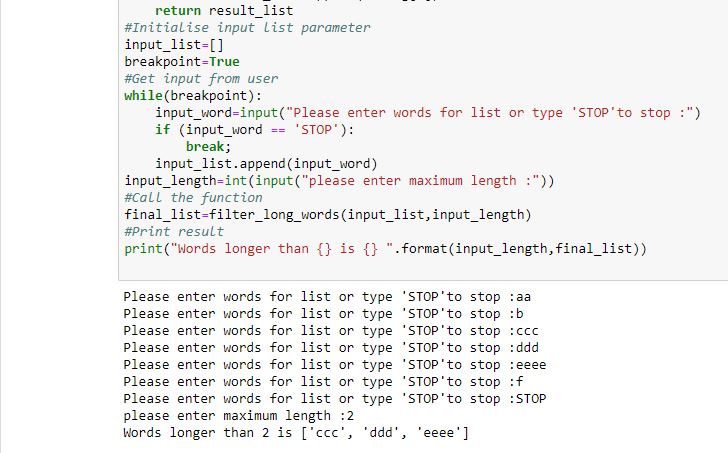 return result_list
#Initialise input list parameter
input_list=[]
breakpoint=True
#Get input from user
while(breakpoint):
input_word=input("Please enter words for list or type 'STOP'to stop :")
if (input_word == 'STOP'):
break;
input_list.append(input_word)
input_length=int(input("please enter maximum length :"))
#Call the function
final_list=filter_long_words(input_list,input_length)
#Print result
print("Words longer than {} is {} ".format(input_length,final_list))
Please enter words for list or type 'STOP'to stop :aa
Please enter words for list or type 'STOP'to stop :b
Please enter words for list or type 'STOP'to stop :ccc
Please enter words for list or type 'STOP'to stop :ddd
Please enter words for list or type 'STOP'to stop :eeee
Please enter words for list or type 'STOP'to stop :f
Please enter words for list or type 'STOP'to stop :STOP
please enter maximum length :2
Words longer than 2 is ['ccc', 'ddd', 'eeee']